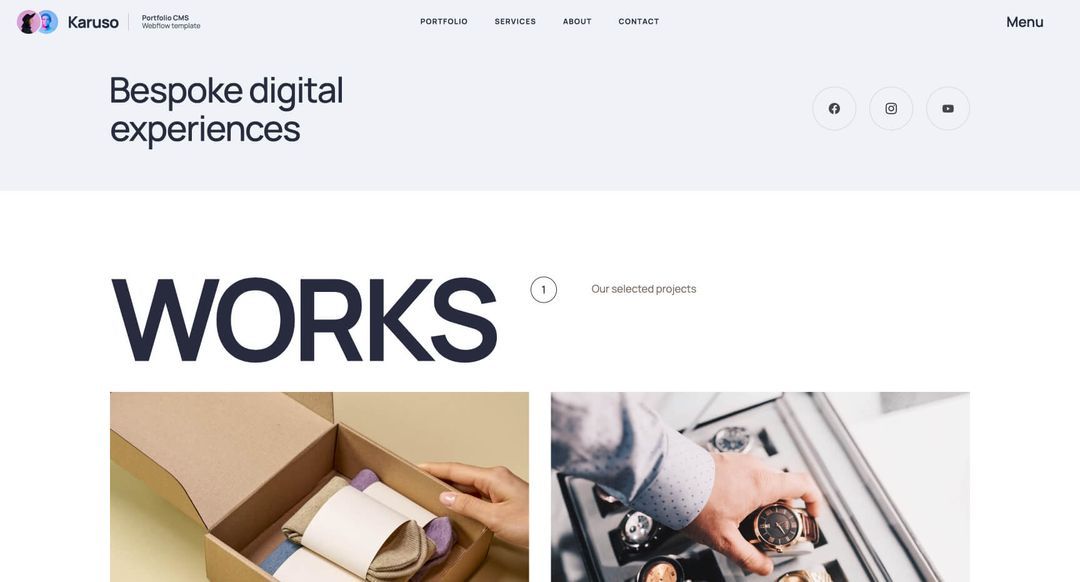 Karuso
Portfolio CMS
Webflow template
PORTFOLIO
SERVICES
ABOUT
CONTACT
Menu
Bespoke digital
experiences
WORKS
1
Our selected projects